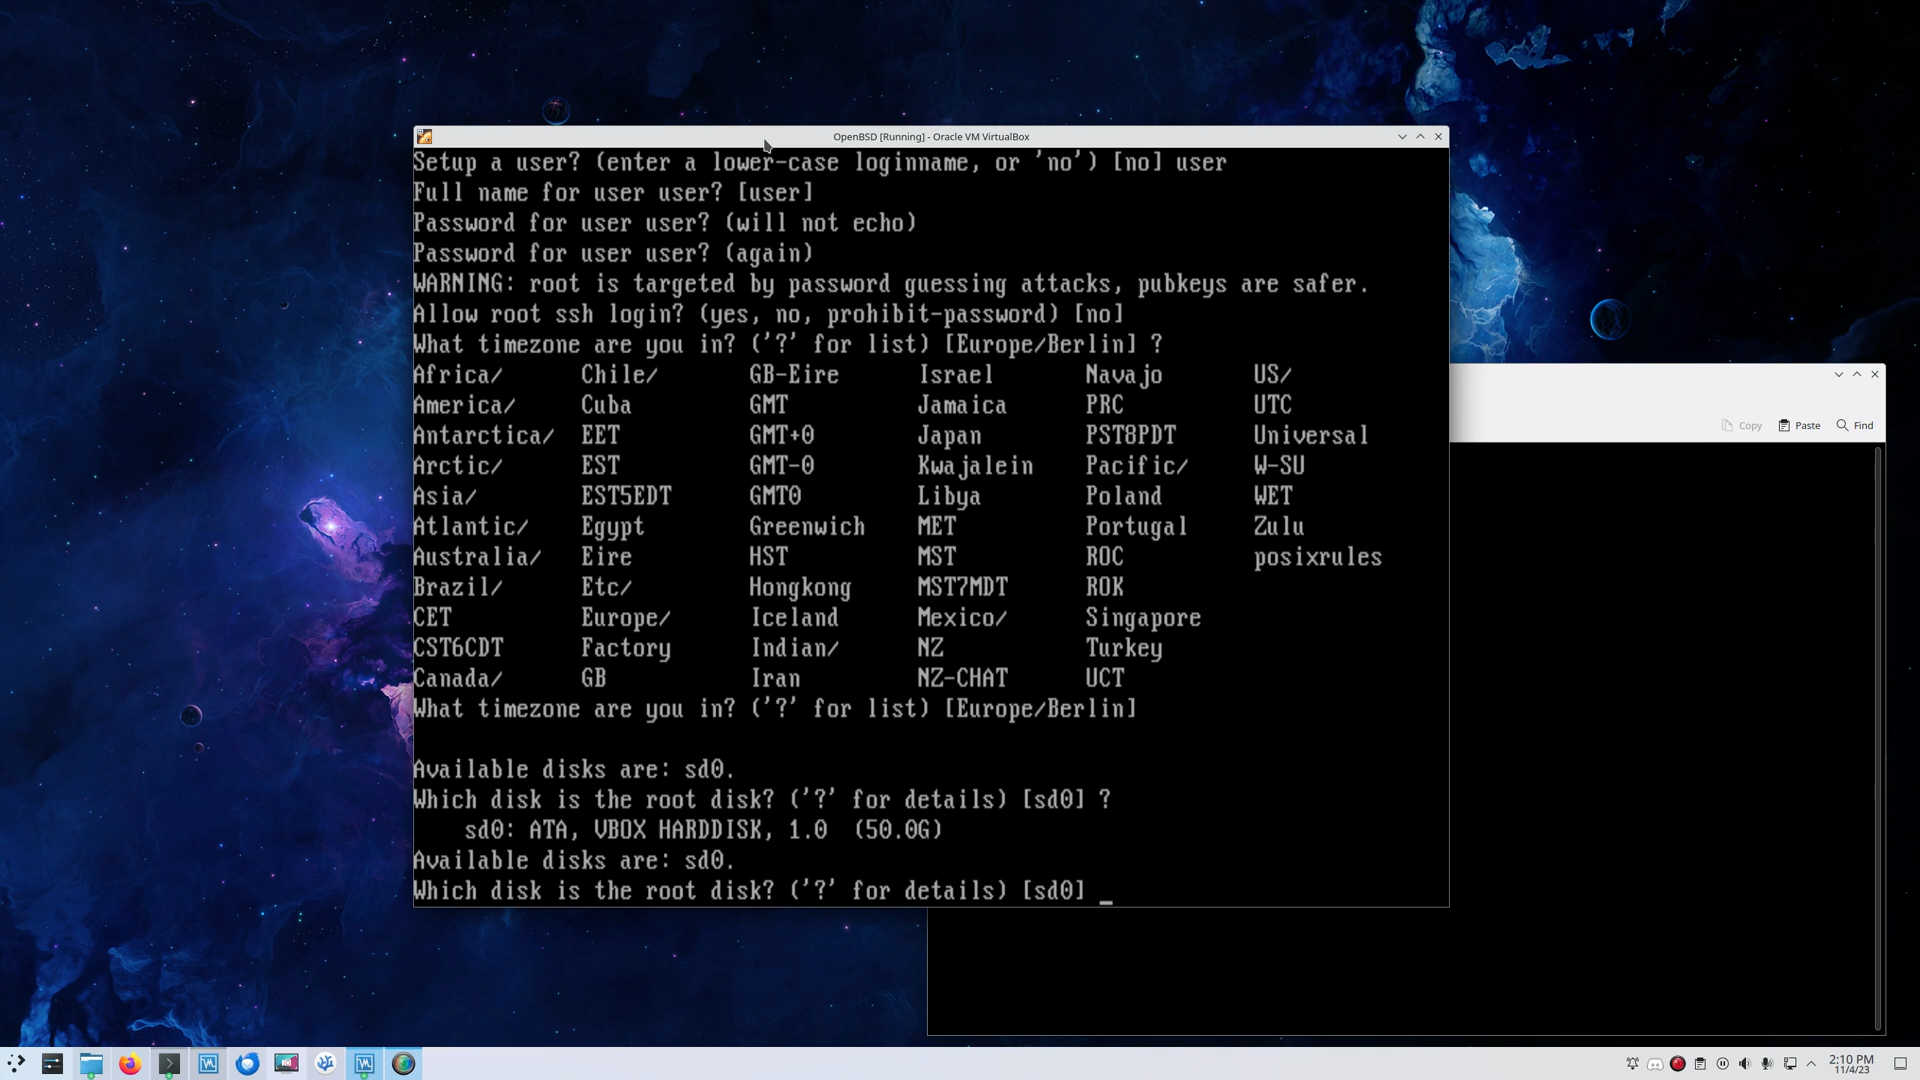 OpenBSD [Running] - Oracle VM VirtualBox
Setup a user? (enter a lower-case loginname, or 'no') [no] user
Full name for user user? [user]
Password for user user? (will not echo)
Password for user user? (again)
WARNING: root is targeted by password guessing attacks, pubkeys are safer.
Allow root ssh login? (yes, no, prohibit-password) [no]
What timezone are you in? ('?' for list) [Europe/Berlin] ?
Africa/ Chile/ GB-Eire Israel Navajo US/
America/ Cuba GMT Jamaica PRC UTC
Antarctica/ EET GMT+0 Japan PST8PDT Universal
Arctic/ EST GMT-0 Kwajalein Pacific/ W-SU
Asia/ EST5EDT GMT0 Libya Poland WET
Atlantic/ Egypt Greenwich MET Portugal Zulu
Australia/ Eire HST MST ROC posixrules
Brazil/ Etc/ Hongkong MST7MDT ROK
CET Europe/ Iceland Mexico/ Singapore
CST6CDT Factory Indian/ NZ Turkey
Canada/ GB Iran NZ-CHAT UCT
What timezone are you in? ('?' for list) [Europe/Berlin]
Available disks are: sd0.
Which disk is the root disk? ('?' for details) [sd0] ?
sd0: ATA, VBOX HARDDISK, 1.0 (50.0G)
Available disks are: sd0.
Which disk is the root disk? ('?' for details) [sd0] _
Copy Paste Find
2:10 PM
11/4/23